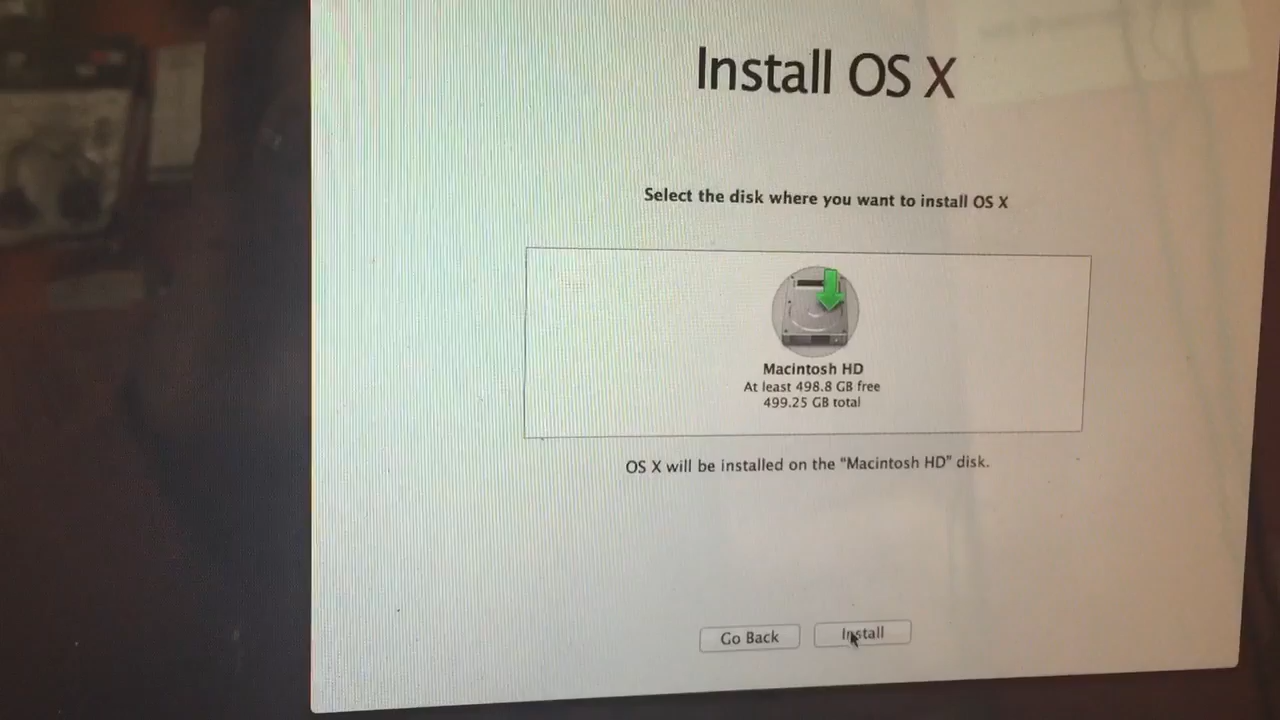 Install OS X
Select the disk where you want to install OS X
Macintosh HD
At least 498.8 GB free
499.25 GB total
OS X will be installed on the “Macintosh HD” disk.
Go Back
Install